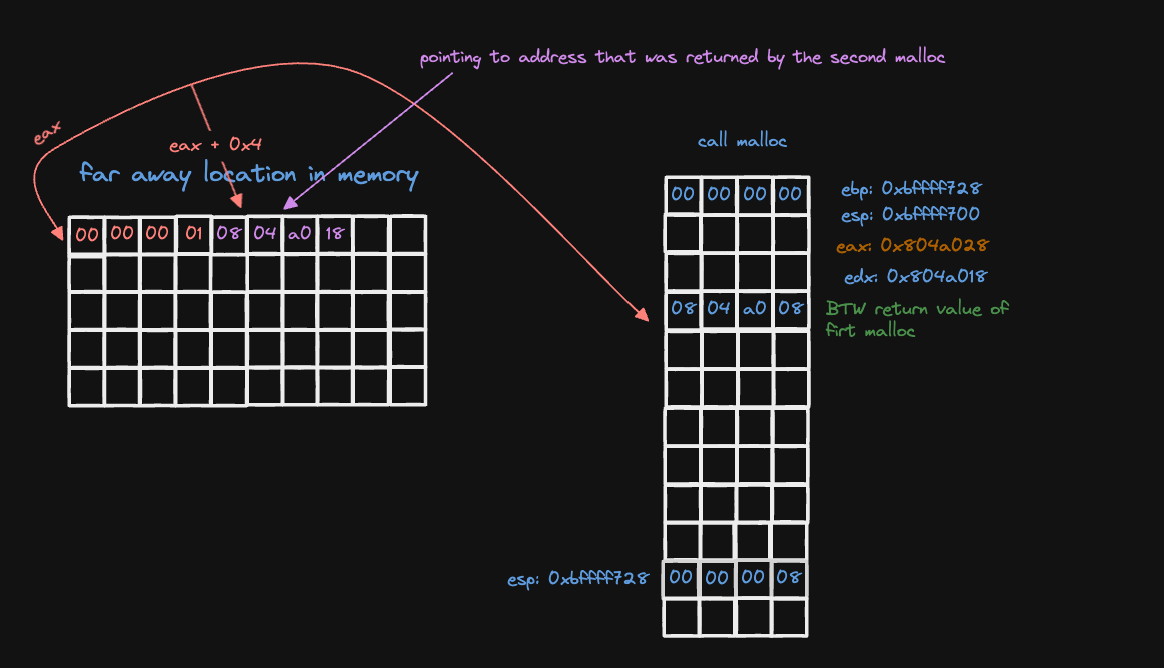 pointing to address that was returned by the second malloc
eax
eax + 0x4
far away location in memory
00 00 00 01 08 04 a0 18
call malloc
00 00 00 00
ebp: 0xbffff728
esp: 0xbffff700
eax: 0x804a028
edx: 0x804a018
08 04 a0 08
BTW return value of
firt malloc
esp: 0xbffff728
00 00 00 08